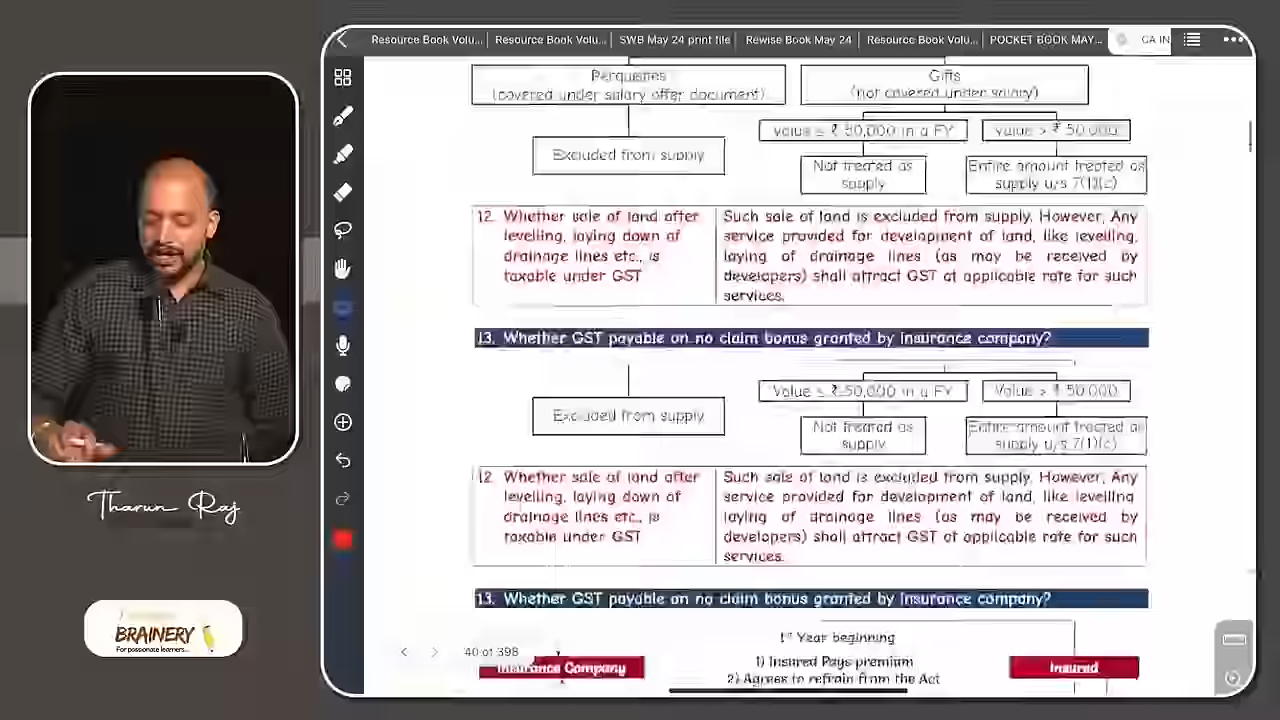 Resource Book Volu...
Resource Book Volu...
SWB May 24 print file
Rewise Book May 24
Resource Book Volu...
POCKET BOOK MAY...
CA IN
Perquisites
(covered under salary offer document)
Gifts
(not covered under salary)
Value ≤ ₹ 50,000 in a FY
Value > ₹ 50,000
Excluded from supply
Not treated as
supply
Entire amount treated as
supply u/s 7(1)(c)
12. Whether sale of land after
levelling, laying down of
drainage lines etc., is
taxable under GST
Such sale of land is excluded from supply. However, Any
service provided for development of land, like levelling,
laying of drainage lines (as may be received by
developers) shall attract GST at applicable rate for such
services.
13. Whether GST payable on no claim bonus granted by Insurance company?
Value ≤ ₹ 50,000 in a FY
Value > ₹ 50,000
Excluded from supply
Not treated as
supply
Entire amount treated as
supply u/s 7(1)(c)
12. Whether sale of land after
levelling, laying down of
drainage lines etc., is
taxable under GST
Such sale of land is excluded from supply. However, Any
service provided for development of land, like levelling
laying of drainage lines (as may be received by
developers) shall attract GST at applicable rate for such
services.
13. Whether GST payable on no claim bonus granted by Insurance company?
1st Year beginning
1) Insured Pays premium
2) Agrees to refrain from the Act
Insurance Company
Insured
40 of 398
Tharun Raj
BRAINERY
For passionate learners...